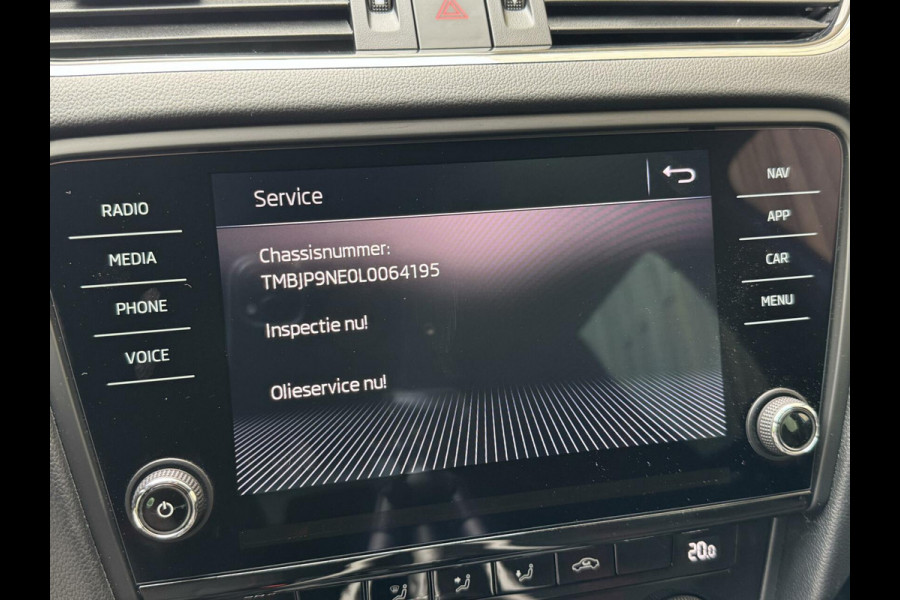 RADIO
MEDIA
PHONE
VOICE
Service
Chassisnummer:
TMBJP9NE0L0064195
Inspectie nu!
Olieservice nu!
NAV
APP
CAR
MENU
20.0